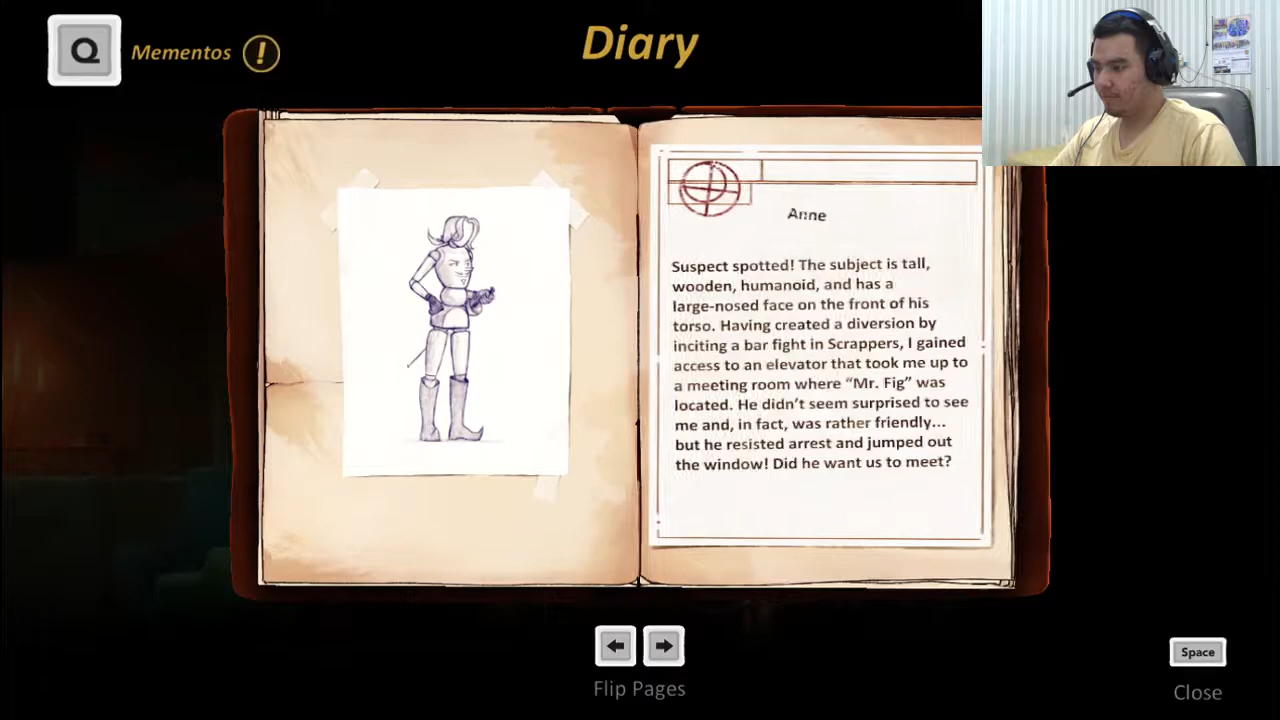 Q
Mementos !
Diary
Anne
Suspect spotted! The subject is tall,
wooden, humanoid, and has a
large-nosed face on the front of his
torso. Having created a diversion by
inciting a bar fight in Scrappers, I gained
access to an elevator that took me up to
a meeting room where “Mr. Fig” was
located. He didn’t seem surprised to see
me and, in fact, was rather friendly...
but he resisted arrest and jumped out
the window! Did he want us to meet?
Flip Pages
Space
Close